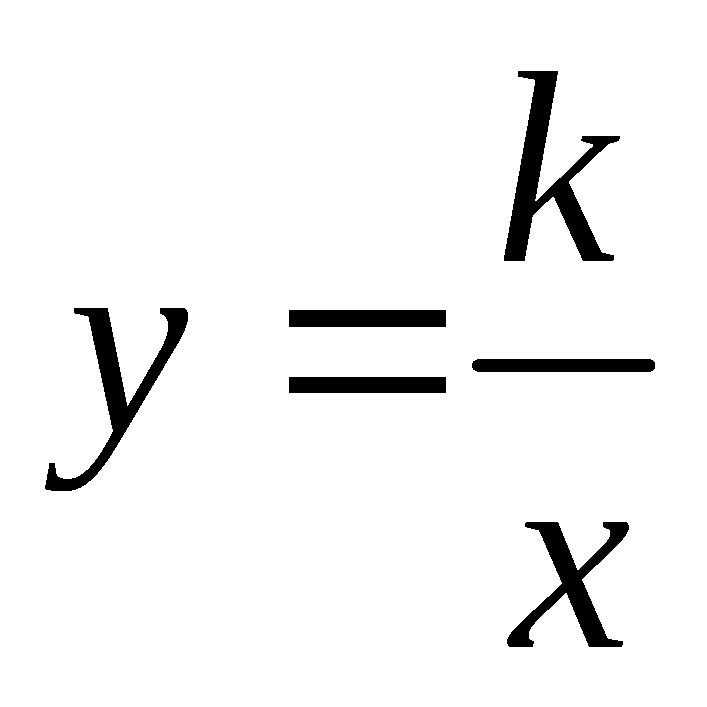 y = k/x